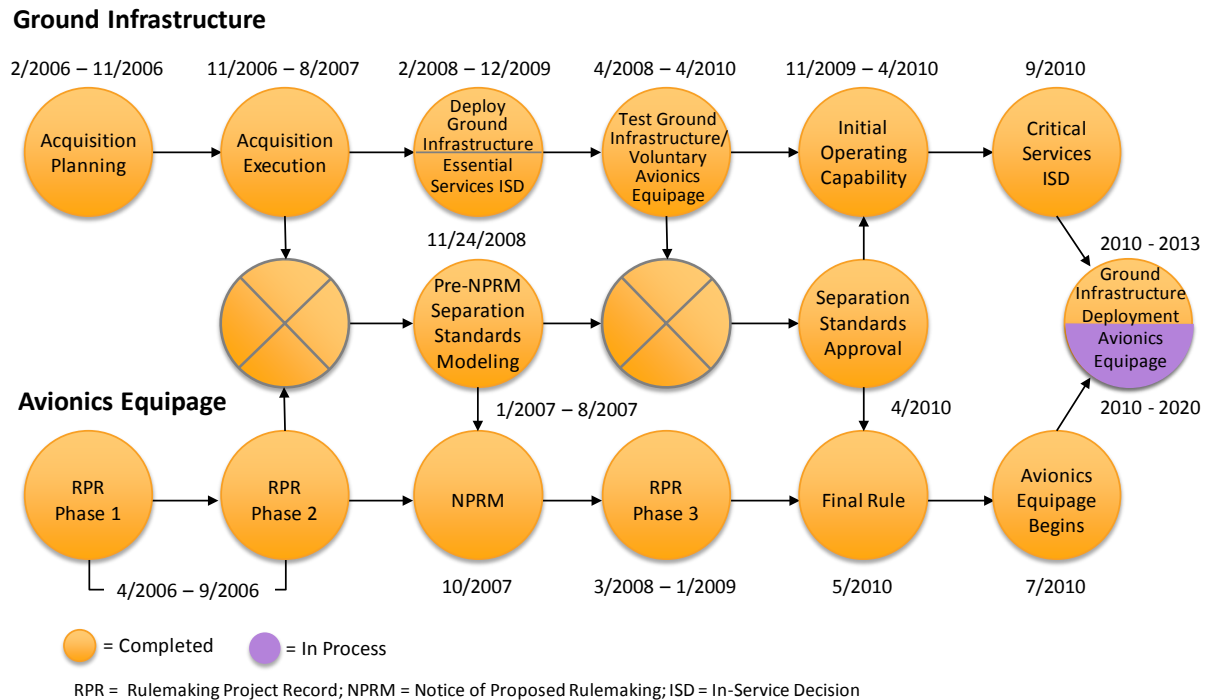 Ground Infrastructure
2/2006 – 11/2006
11/2006 – 8/2007
2/2008 – 12/2009
4/2008 – 4/2010
11/2009 – 4/2010
9/2010
Acquisition
Planning
Acquisition
Execution
Deploy
Ground
Infrastructure
Essential
Services ISD
Test Ground
Infrastructure/
Voluntary
Avionics
Equipage
Initial
Operating
Capability
Critical
Services
ISD
11/24/2008
Pre-NPRM
Separation
Standards
Modeling
Separation
Standards
Approval
2010 - 2013
Ground
Infrastructure
Deployment
Avionics
Equipage
2010 - 2020
Avionics Equipage
1/2007 – 8/2007
4/2010
RPR
Phase 1
RPR
Phase 2
NPRM
RPR
Phase 3
Final Rule
Avionics
Equipage
Begins
4/2006 – 9/2006
10/2007
3/2008 – 1/2009
5/2010
7/2010
= Completed
= In Process
RPR = Rulemaking Project Record; NPRM = Notice of Proposed Rulemaking; ISD = In-Service Decision